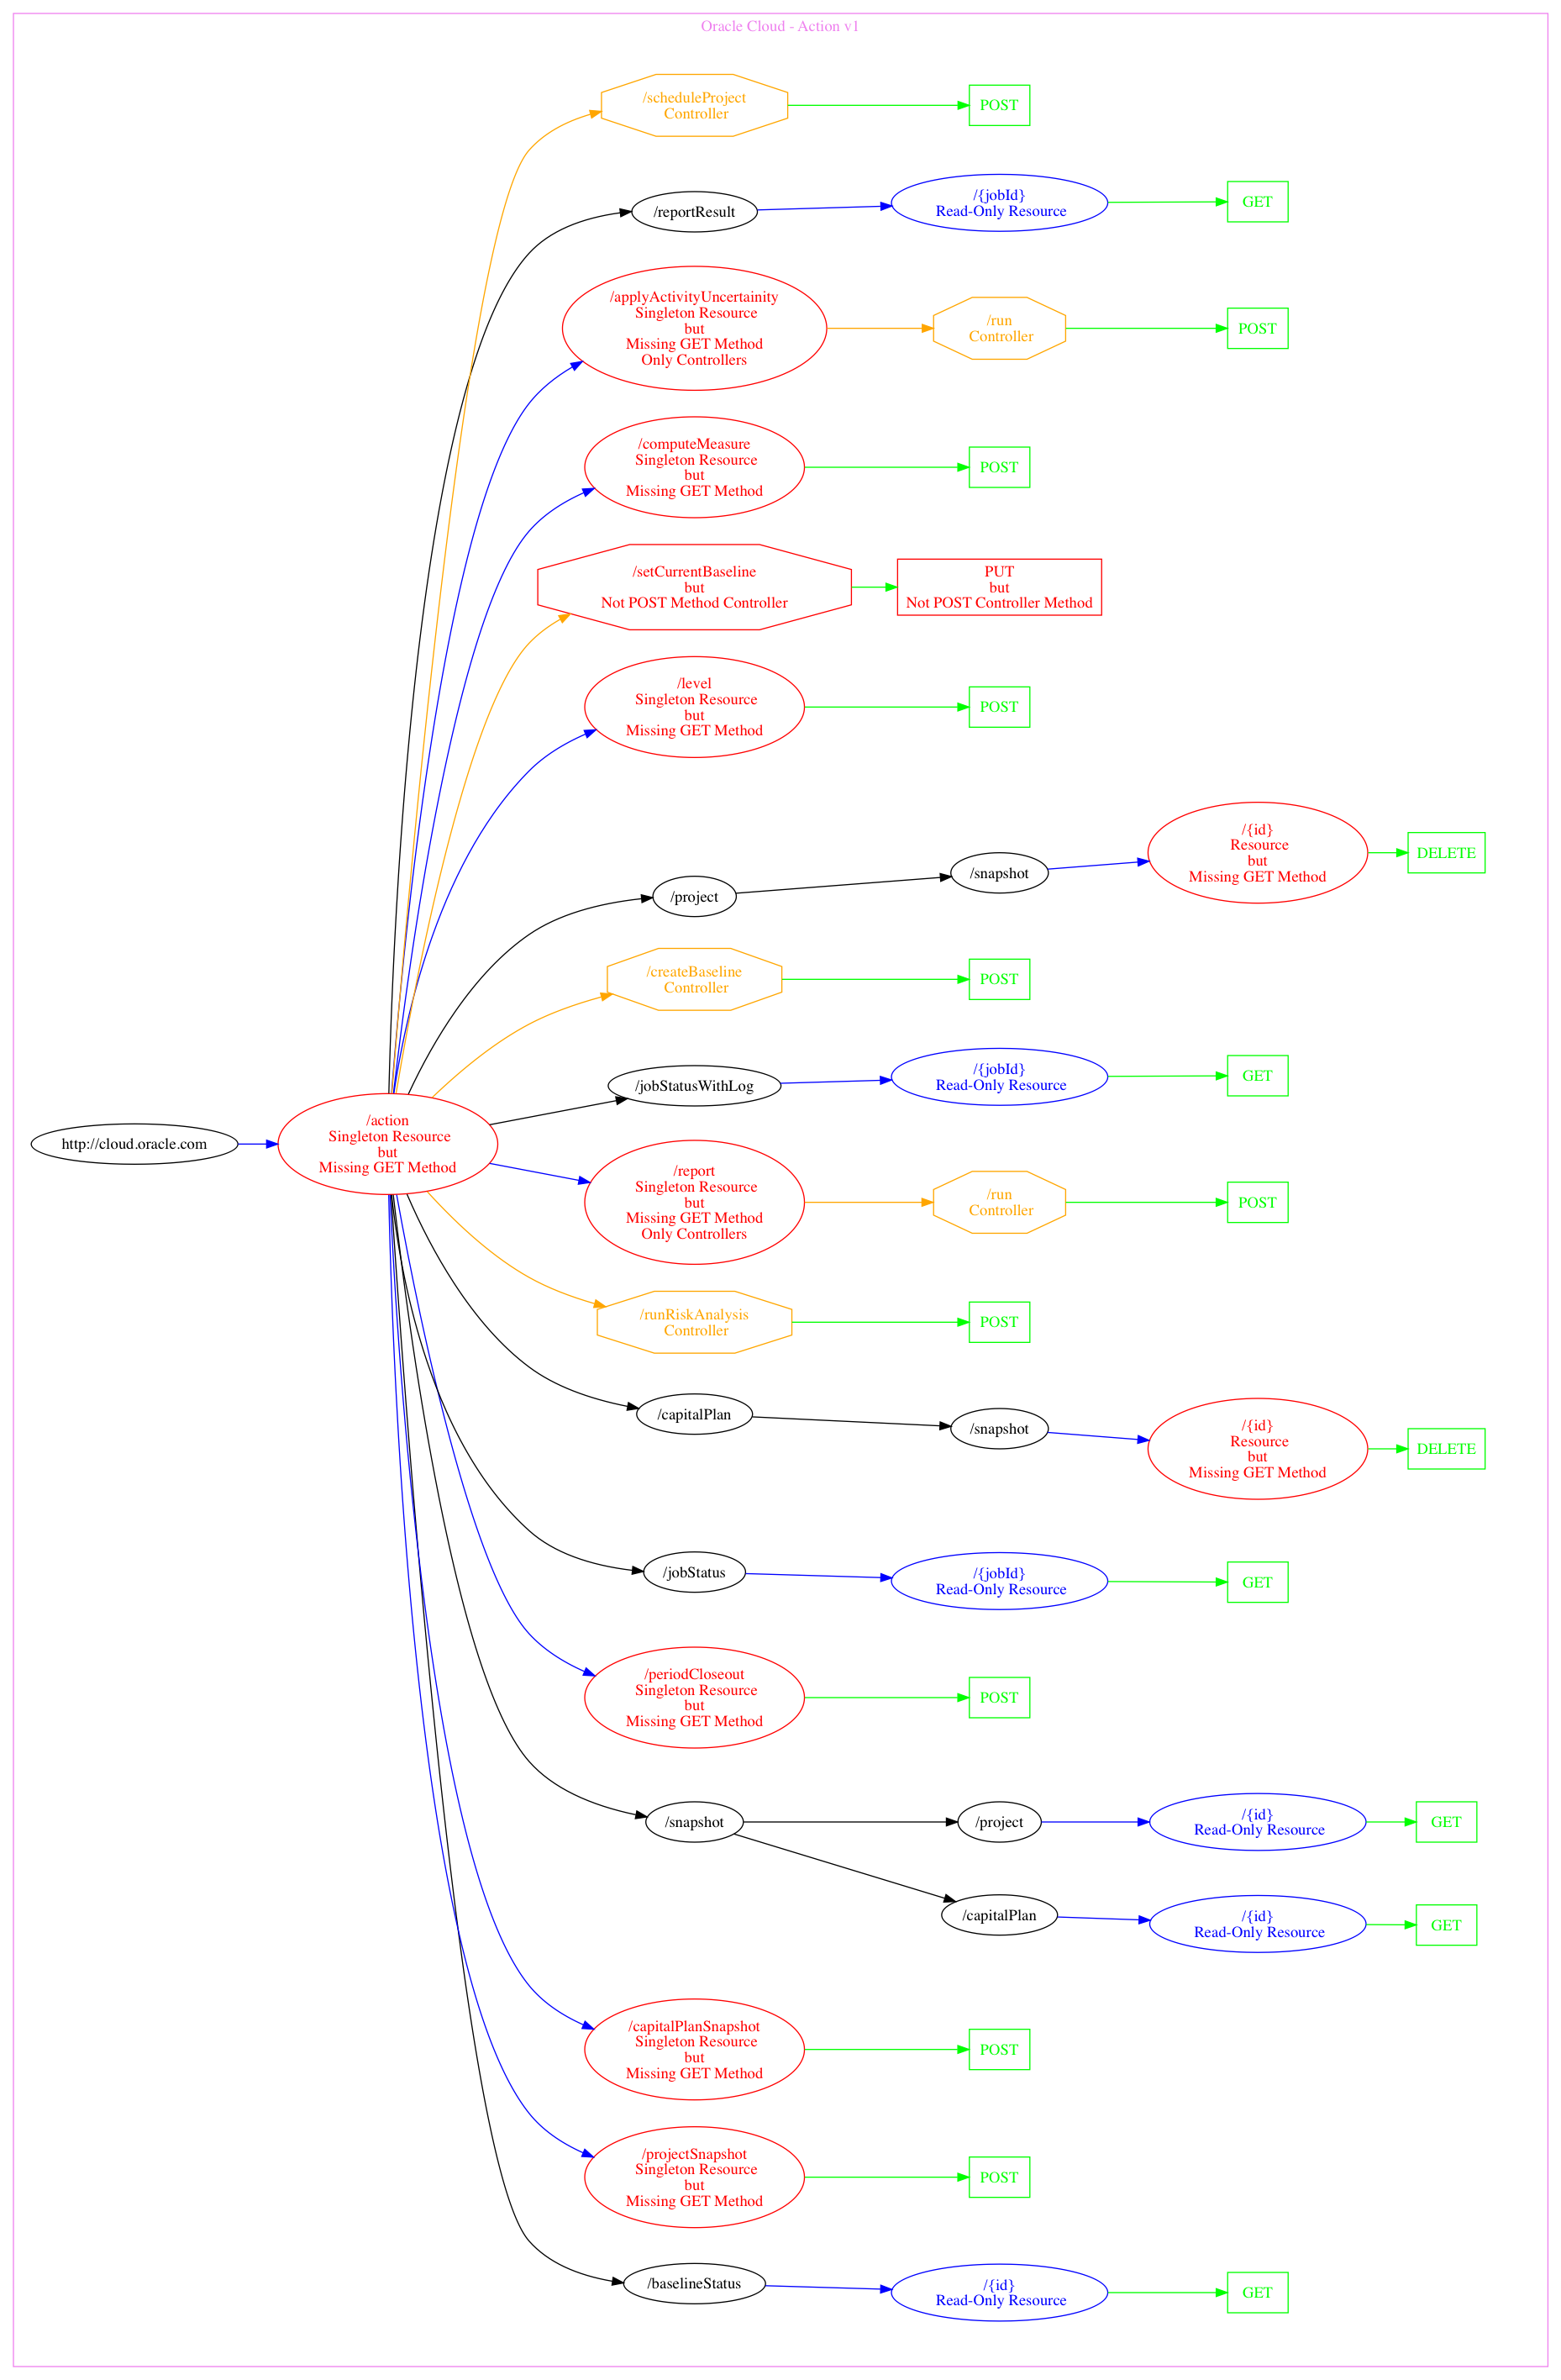 Oracle Cloud - Action v1
/scheduleProject
Controller
POST
/reportResult
/{jobId}
Read-Only Resource
GET
/applyActivityUncertainity
Singleton Resource
but
Missing GET Method
Only Controllers
/run
Controller
POST
/computeMeasure
Singleton Resource
but
Missing GET Method
POST
/setCurrentBaseline
but
Not POST Method Controller
PUT
but
Not POST Controller Method
/level
Singleton Resource
but
Missing GET Method
POST
/project
/snapshot
/{id}
Resource
but
Missing GET Method
DELETE
/createBaseline
Controller
POST
/jobStatusWithLog
/{jobId}
Read-Only Resource
GET
http://cloud.oracle.com
/action
Singleton Resource
but
Missing GET Method
/report
Singleton Resource
but
Missing GET Method
Only Controllers
/run
Controller
POST
/runRiskAnalysis
Controller
POST
/capitalPlan
/snapshot
/{id}
Resource
but
Missing GET Method
DELETE
/jobStatus
/{jobId}
Read-Only Resource
GET
/periodCloseout
Singleton Resource
but
Missing GET Method
POST
/snapshot
/project
/{id}
Read-Only Resource
GET
/capitalPlan
/{id}
Read-Only Resource
GET
/capitalPlanSnapshot
Singleton Resource
but
Missing GET Method
POST
/projectSnapshot
Singleton Resource
but
Missing GET Method
POST
/baselineStatus
/{id}
Read-Only Resource
GET